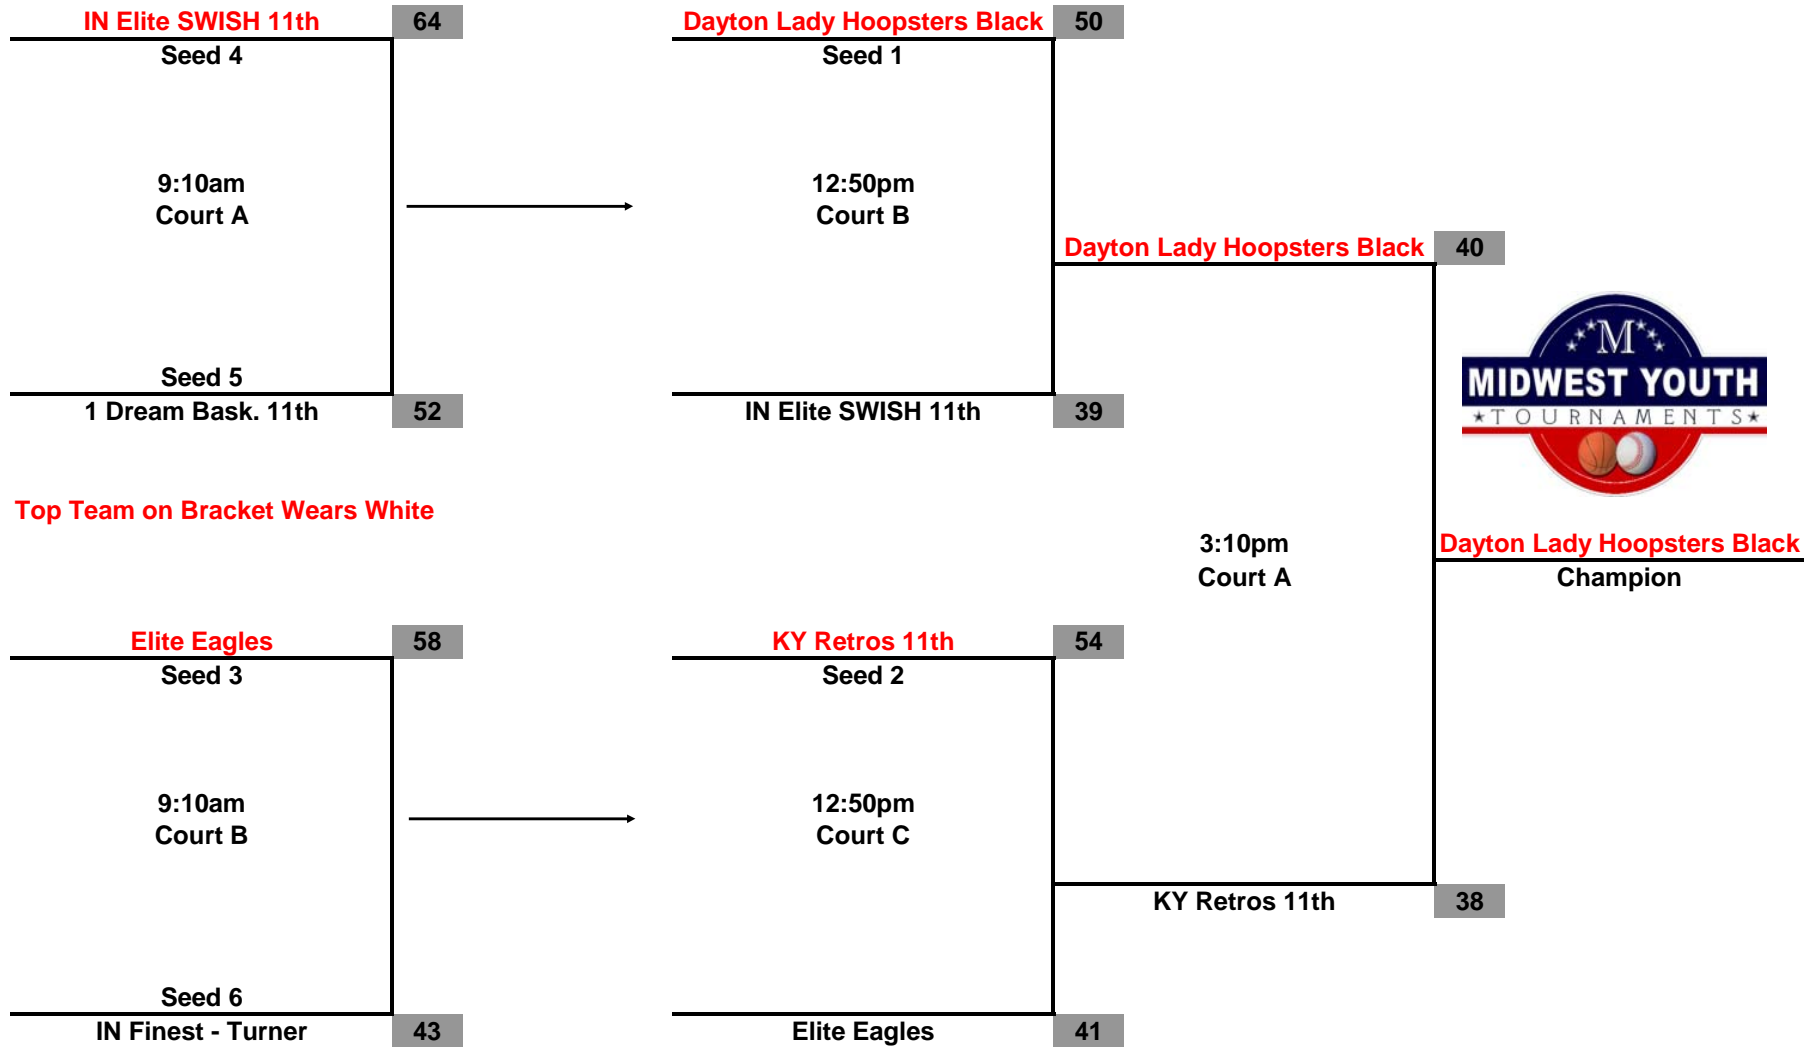 IN Elite SWISH 11th 64
Seed 4
9:10am
Court A
Seed 5
1 Dream Bask. 11th 52
Dayton Lady Hoopsters Black 50
Seed 1
12:50pm
Court B
IN Elite SWISH 11th 39
Dayton Lady Hoopsters Black 40
M
MIDWEST YOUTH
TOURNAMENTS
Top Team on Bracket Wears White
3:10pm
Court A
Dayton Lady Hoopsters Black
Champion
Elite Eagles 58
Seed 3
9:10am
Court B
Seed 6
IN Finest - Turner 43
KY Retros 11th 54
Seed 2
12:50pm
Court C
Elite Eagles 41
KY Retros 11th 38